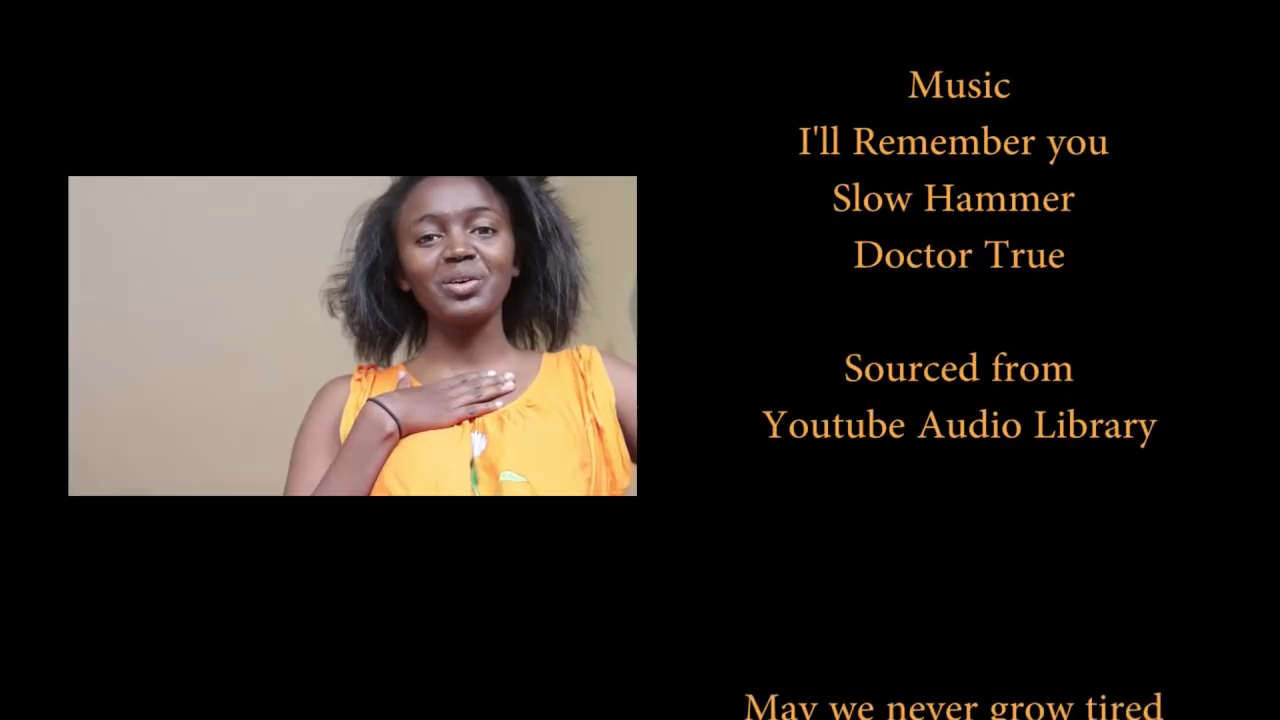 Music
I'll Remember you
Slow Hammer
Doctor True
Sourced from
Youtube Audio Library
May we never grow tired